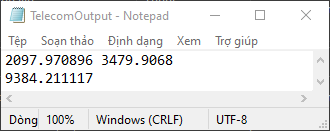 TelecomOutput - Notepad
Tệp Soạn thảo Định dạng Xem Trợ giúp
2097.970896 3479.9068
9384.211117
Dòng 100% Windows (CRLF) UTF-8